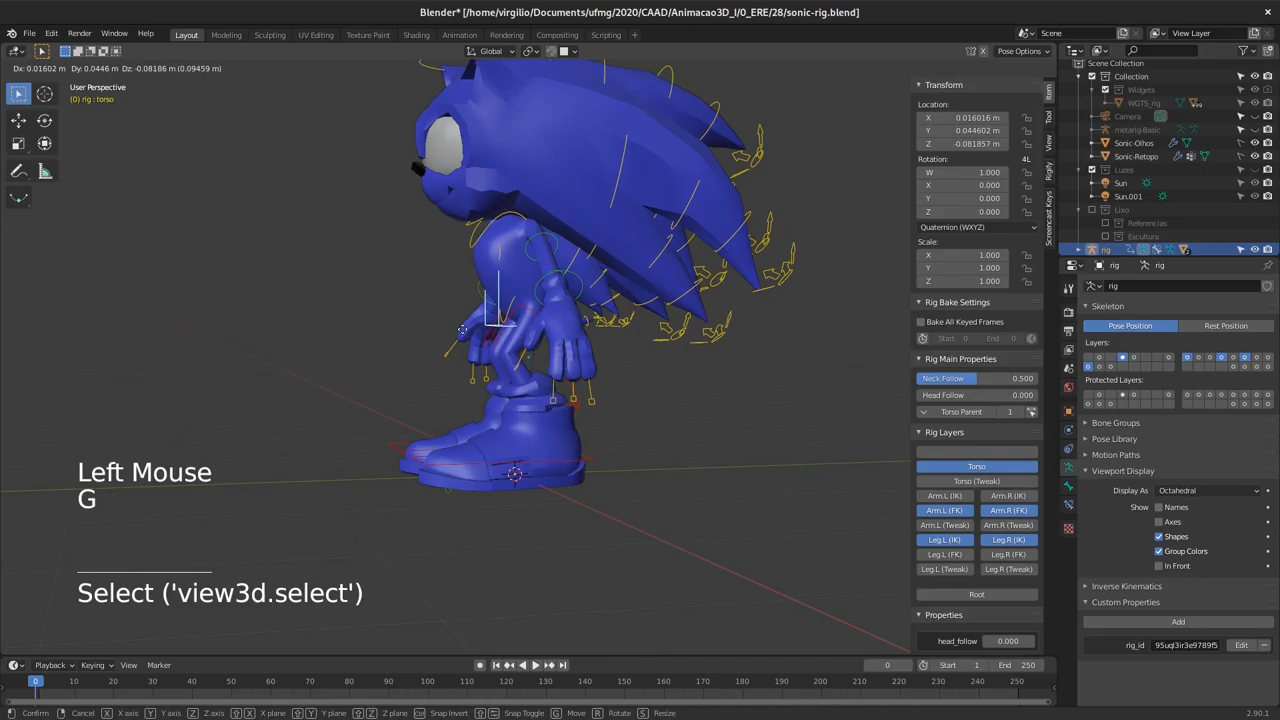 Blender* [/home/virgilio/Documents/ufmg/2020/CAAD/Animacao3D_I/0_ERE/28/sonic-rig.blend]
File Edit Render Window Help Layout Modeling Sculpting UV Editing Texture Paint Shading Animation Rendering Compositing Scripting Scene View Layer
Global Pose Options
Dx: 0.01602 m Dy: 0.0446 m Dz: -0.08186 m (0.09459 m)
User Perspective
(0) rig : torso
Left Mouse
G
Select ('view3d.select')
Transform
Location:
X 0.016016 m
Y 0.044602 m
Z -0.081857 m
Rotation: 4L
W 1.000
X 0.000
Y 0.000
Z 0.000
Quaternion (WXYZ)
Scale:
X 1.000
Y 1.000
Z 1.000
Rig Bake Settings
Bake All Keyed Frames
Start 0 End 0
Rig Main Properties
Neck Follow 0.500
Head Follow 0.000
Torso Parent 1
Rig Layers
Torso
Torso (Tweak)
Arm.L (IK) Arm.R (IK)
Arm.L (FK) Arm.R (FK)
Arm.L (Tweak) Arm.R (Tweak)
Leg.L (IK) Leg.R (IK)
Leg.L (FK) Leg.R (FK)
Leg.L (Tweak) Leg.R (Tweak)
Root
Properties
head_follow 0.000
Item
Tool
View
Rigify
Screencast Keys
Scene Collection
Collection
Widgets
WGTS_rig
Camera
metarig-Basic
Sonic-Olhos
Sonic-Retopo
Luzes
Sun
Sun.001
Lixo
Referencias
Escultura
rig
rig rig
rig
Skeleton
Pose Position Rest Position
Layers:
Protected Layers:
Bone Groups
Pose Library
Motion Paths
Viewport Display
Display As Octahedral
Show Names
Axes
Shapes
Group Colors
In Front
Inverse Kinematics
Custom Properties
Add
rig_id 95uql3ir3e9789f5 Edit
Playback Keying View Marker 0 Start 1 End 250
0 10 20 30 40 50 60 70 80 90 100 110 120 130 140 150 160 170 180 190 200 210 220 230 240 250
Confirm Cancel X X axis Y Y axis Z Z axis X X plane Y Y plane Z Z plane Snap Invert Snap Toggle G Move R Rotate S Resize 2.90.1